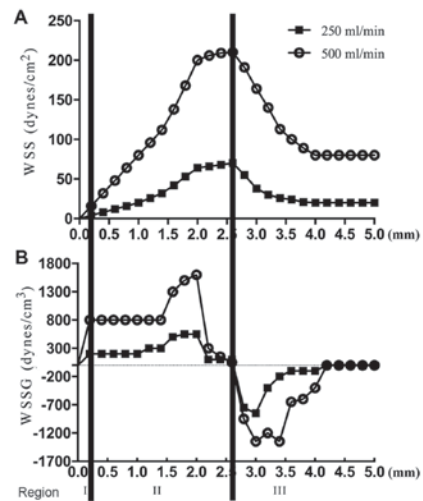 A
250 ml/min
500 ml/min
WSS (dynes/cm2)
250
200
150
100
50
0
0.0 0.5 1.0 1.5 2.0 2.5 3.0 3.5 4.0 4.5 5.0 (mm)
B
WSSG (dynes/cm3)
1800
1300
800
300
-200
-700
-1200
-1700
0.0 0.5 1.0 1.5 2.0 2.5 3.0 3.5 4.0 4.5 5.0 (mm)
Region I II III